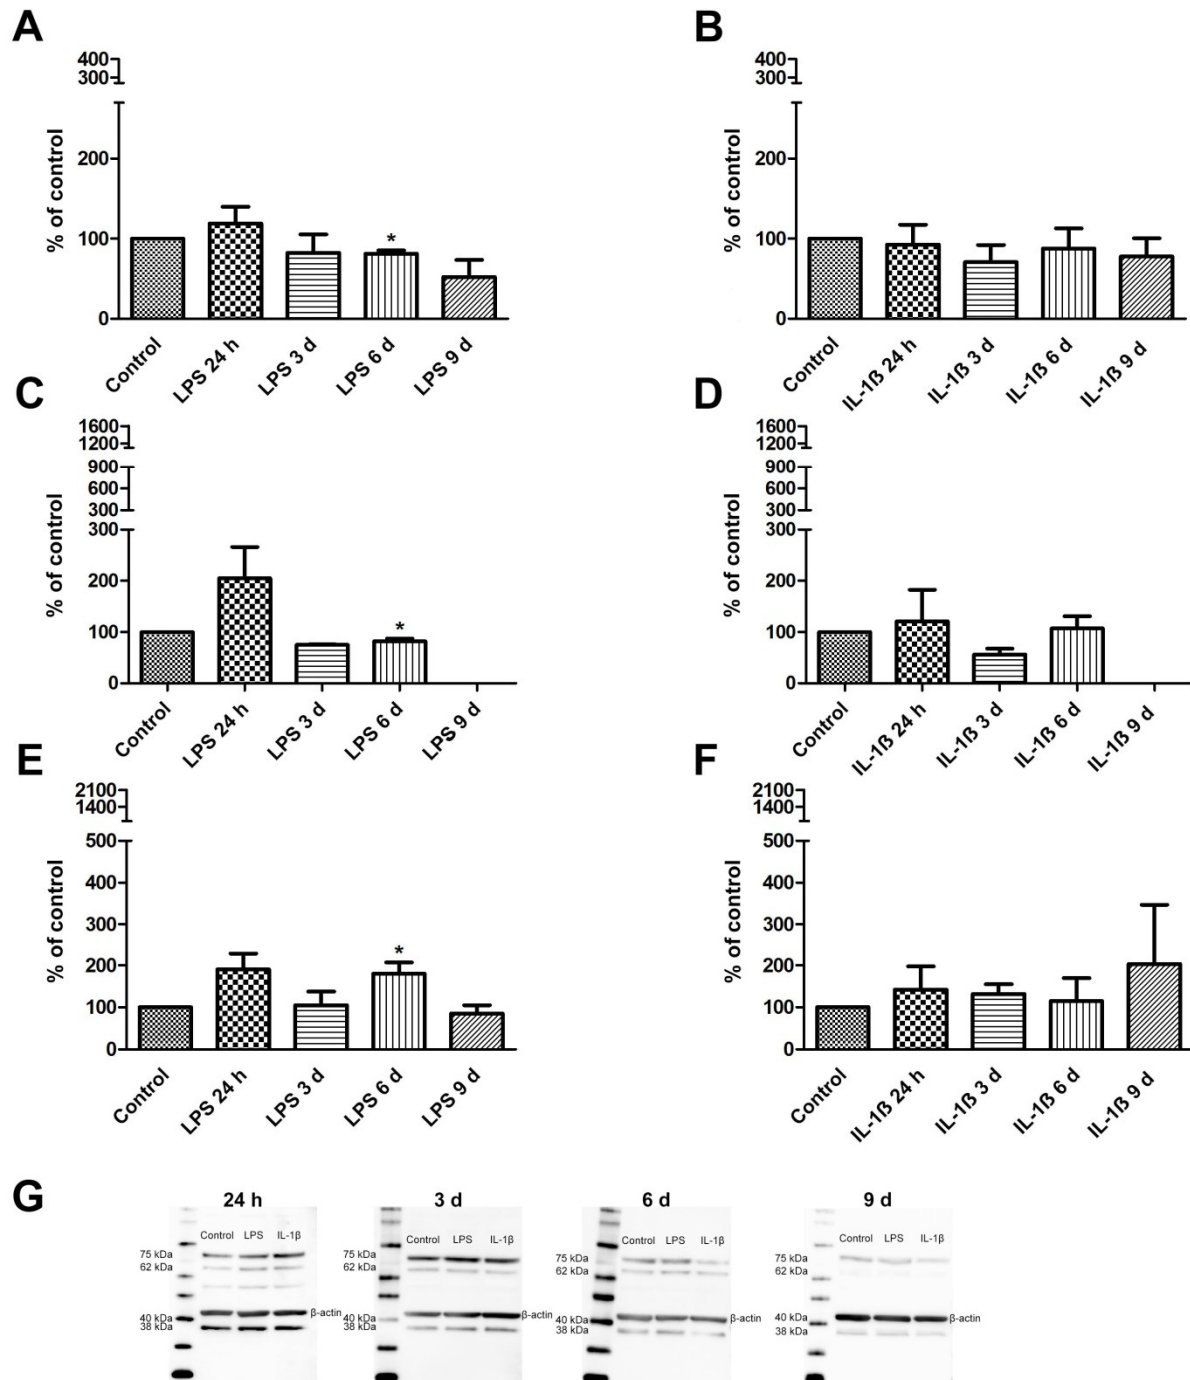 A
400
300
200
100
0
% of control
*
Control
LPS 24 h
LPS 3 d
LPS 6 d
LPS 9 d
B
400
300
200
100
0
% of control
Control
IL-1ß 24 h
IL-1ß 3 d
IL-1ß 6 d
IL-1ß 9 d
C
1600
1200
900
600
300
300
200
100
0
% of control
*
Control
LPS 24 h
LPS 3 d
LPS 6 d
LPS 9 d
D
1600
1200
900
600
300
300
200
100
0
% of control
Control
IL-1ß 24 h
IL-1ß 3 d
IL-1ß 6 d
IL-1ß 9 d
E
2100
1400
500
400
300
200
100
0
% of control
*
Control
LPS 24 h
LPS 3 d
LPS 6 d
LPS 9 d
F
2100
1400
500
400
300
200
100
0
% of control
Control
IL-1ß 24 h
IL-1ß 3 d
IL-1ß 6 d
IL-1ß 9 d
G
24 h
Control LPS IL-1β
75 kDa
62 kDa
β-actin
40 kDa
38 kDa
3 d
Control LPS IL-1β
75 kDa
62 kDa
β-actin
40 kDa
38 kDa
6 d
Control LPS IL-1β
75 kDa
62 kDa
β-actin
40 kDa
38 kDa
9 d
Control LPS IL-1β
75 kDa
62 kDa
β-actin
40 kDa
38 kDa